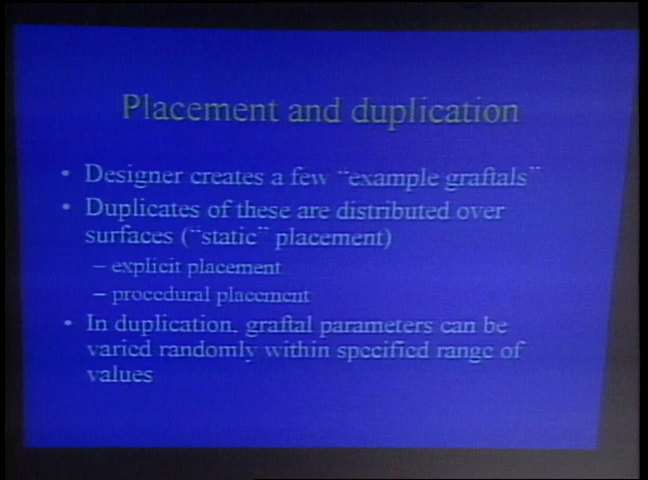 Placement and duplication
• Designer creates a few "example graftals"
• Duplicates of these are distributed over
surfaces ("static" placement)
– explicit placement
– procedural placement
• In duplication, graftal parameters can be
varied randomly within specified range of
values